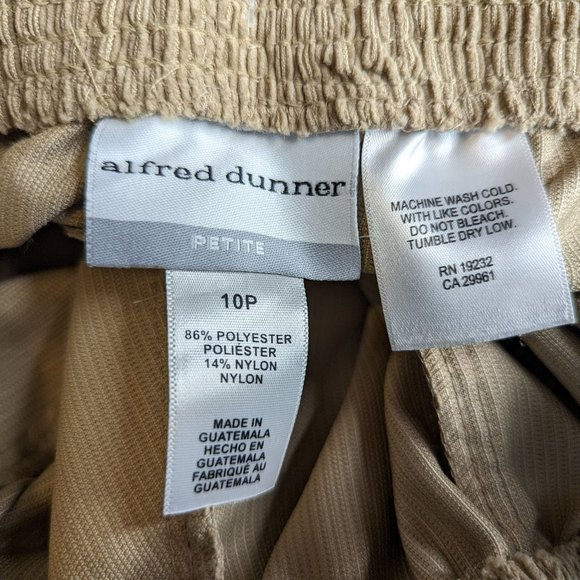 alfred dunner
PETITE
10P
86% POLYESTER
POLIÉSTER
14% NYLON
NYLON
MADE IN
GUATEMALA
HECHO EN
GUATEMALA
FABRIQUÉ AU
GUATEMALA
MACHINE WASH COLD.
WITH LIKE COLORS.
DO NOT BLEACH.
TUMBLE DRY LOW.
RN 19232
CA 29961